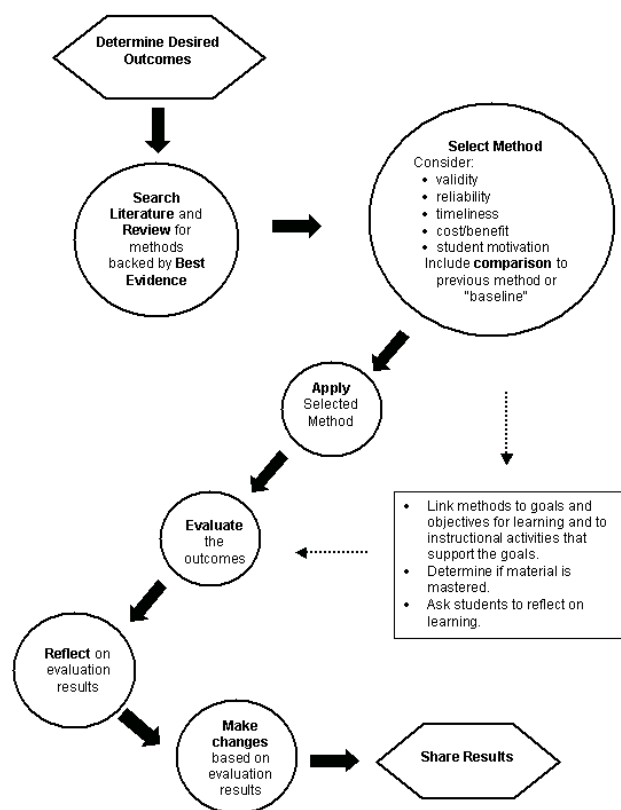 Determine Desired
Outcomes
Search
Literature and
Review for
methods
backed by Best
Evidence
Select Method
Consider:
• validity
• reliability
• timeliness
• cost/benefit
• student motivation
Include comparison to
previous method or
"baseline"
Apply
Selected
Method
• Link methods to goals and
objectives for learning and to
instructional activities that
support the goals.
• Determine if material is
mastered.
• Ask students to reflect on
learning.
Evaluate
the
outcomes
Reflect on
evaluation
results
Make
changes
based on
evaluation
results
Share Results